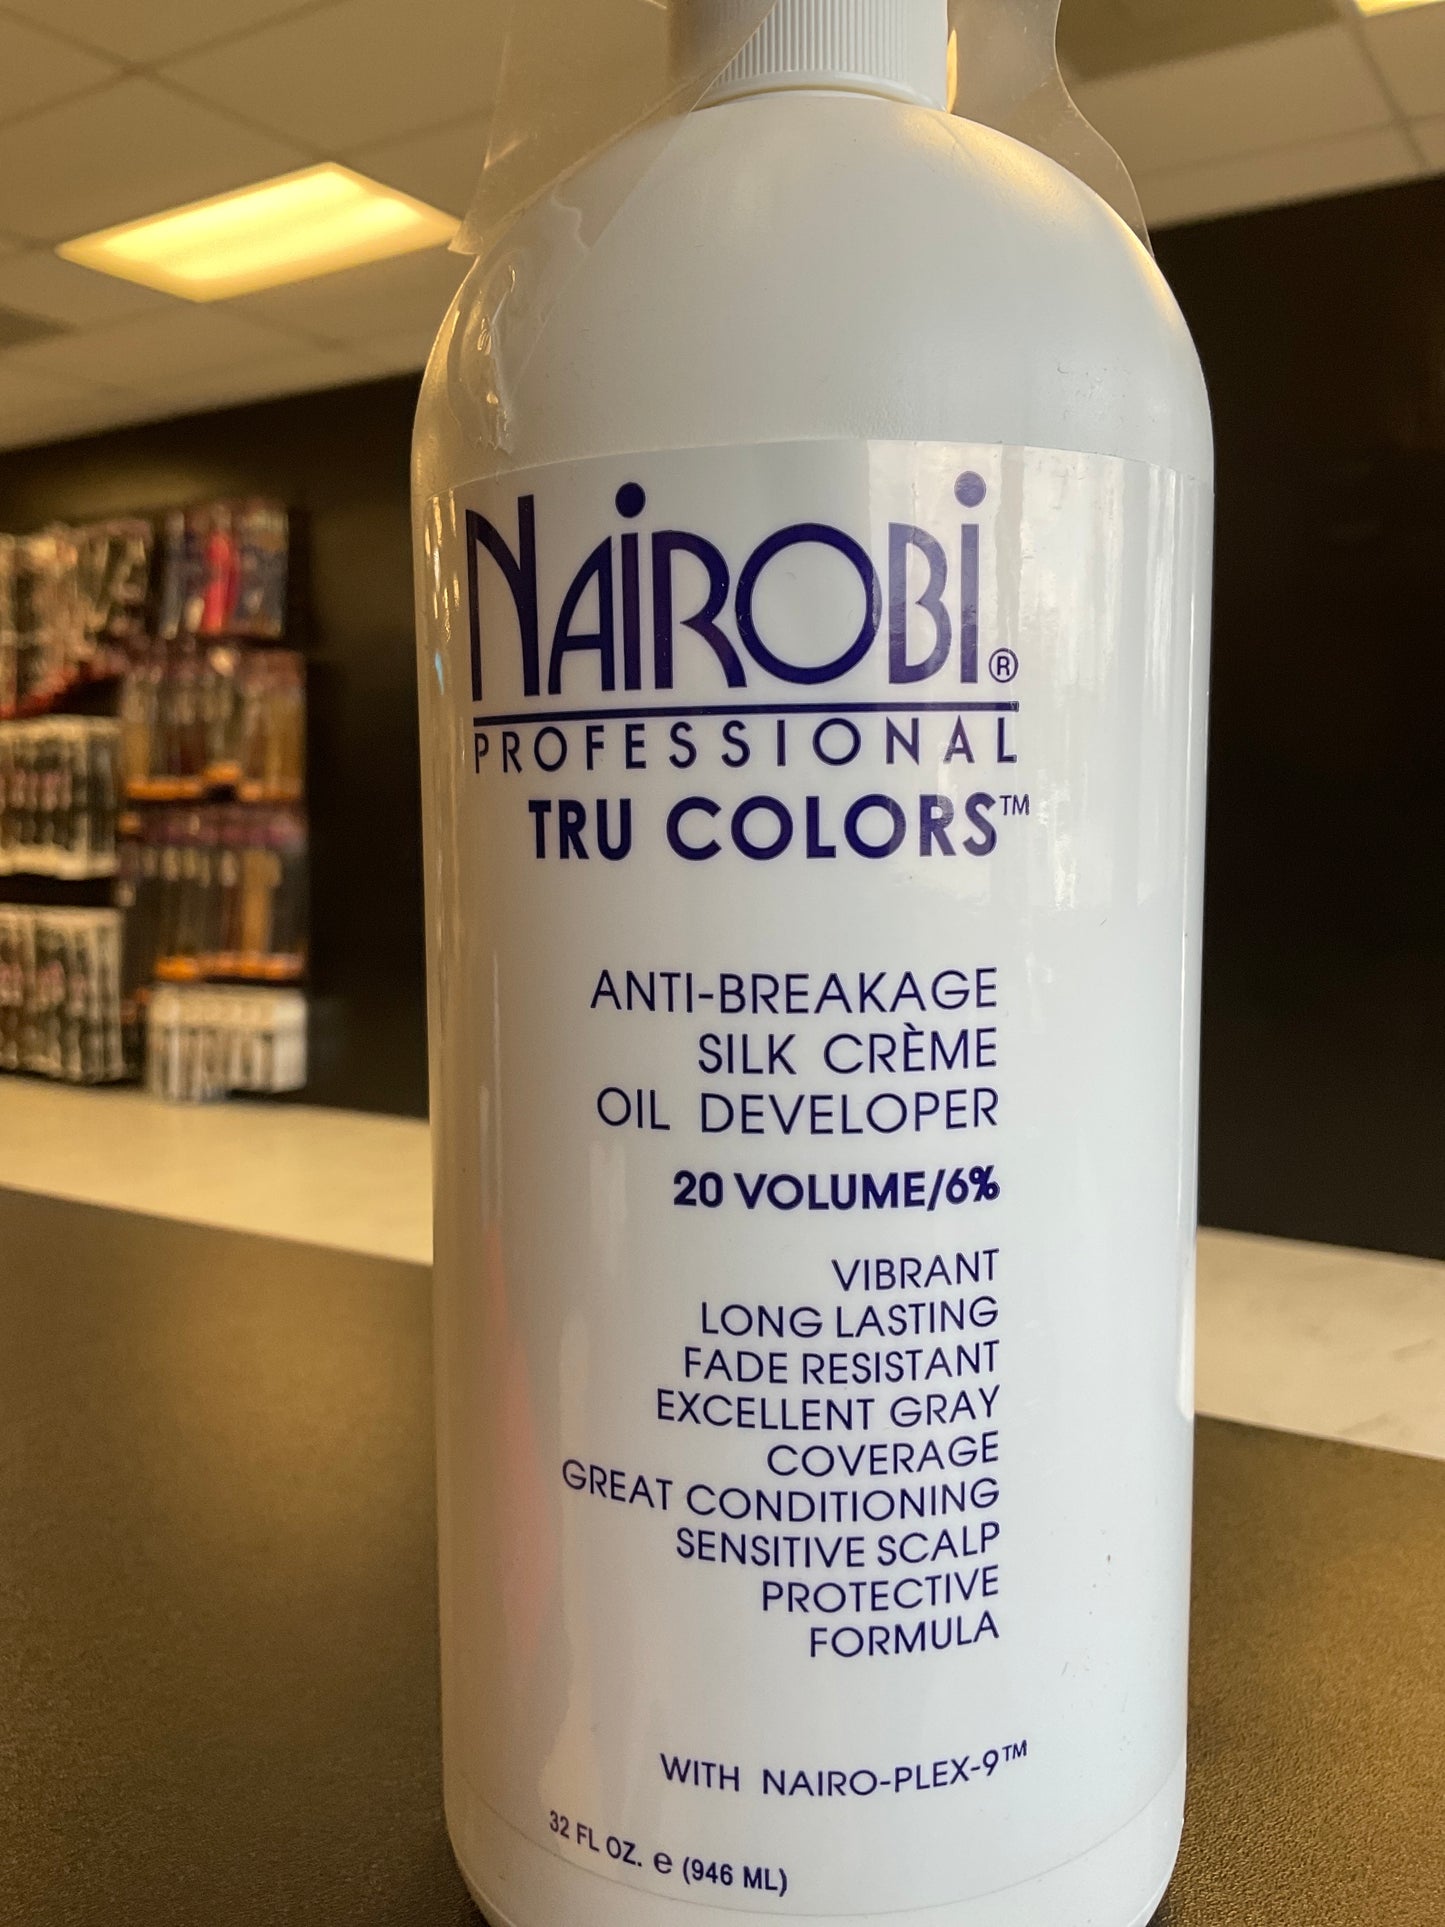 NAIROBI®
PROFESSIONAL
TRU COLORS™
ANTI-BREAKAGE
SILK CRÈME
OIL DEVELOPER
20 VOLUME/6%
VIBRANT
LONG LASTING
FADE RESISTANT
EXCELLENT GRAY
COVERAGE
GREAT CONDITIONING
SENSITIVE SCALP
PROTECTIVE
FORMULA
WITH NAIRO-PLEX-9™
32 FL OZ. ℮ (946 ML)